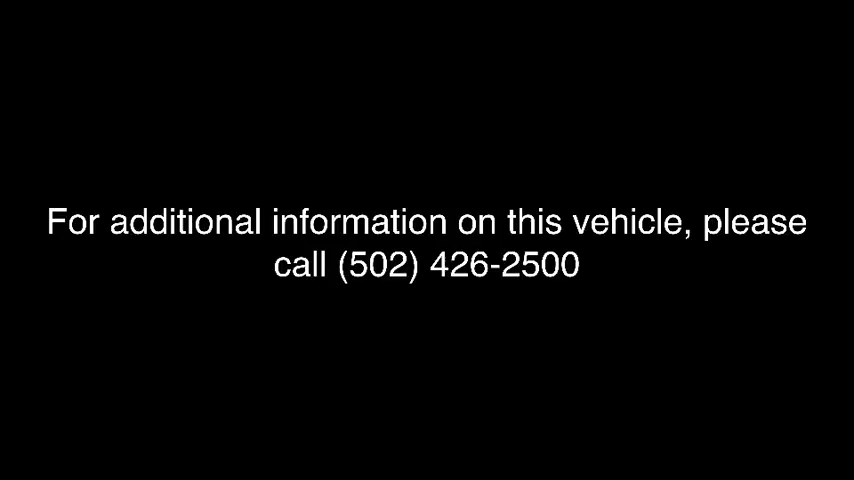 For additional information on this vehicle, please
call (502) 426-2500